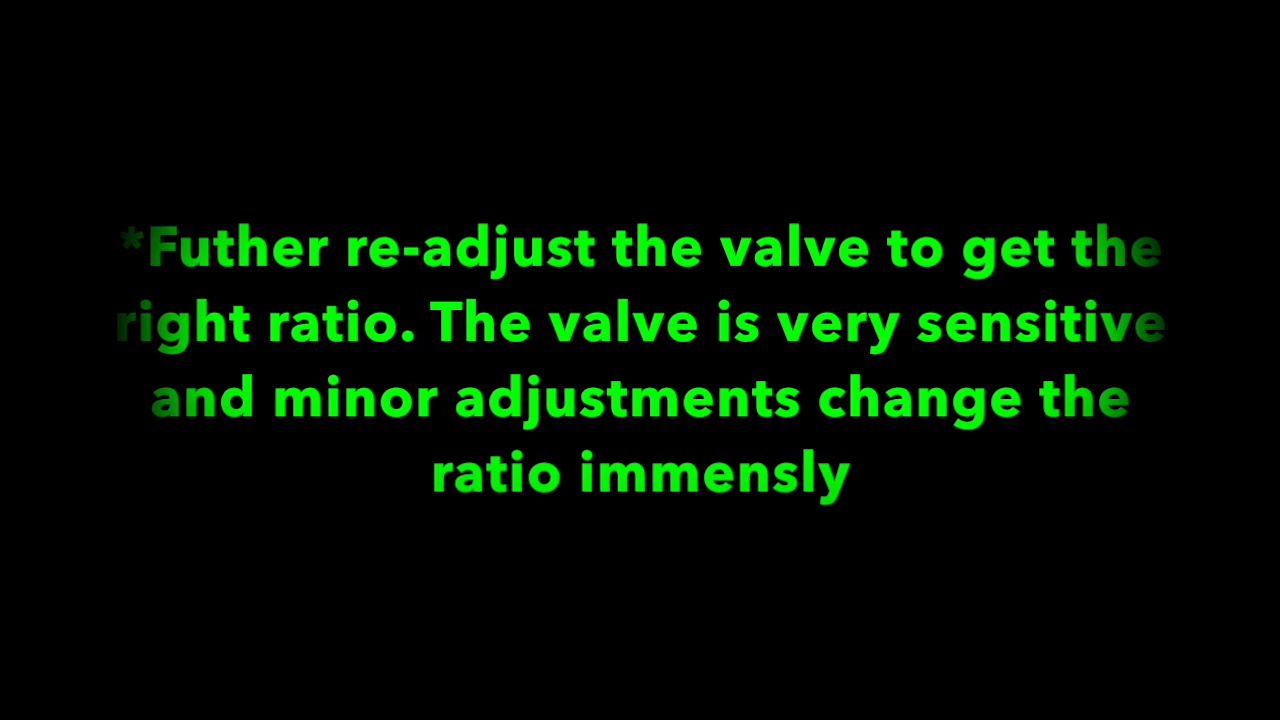 *Futher re-adjust the valve to get the
right ratio. The valve is very sensitive
and minor adjustments change the
ratio immensly